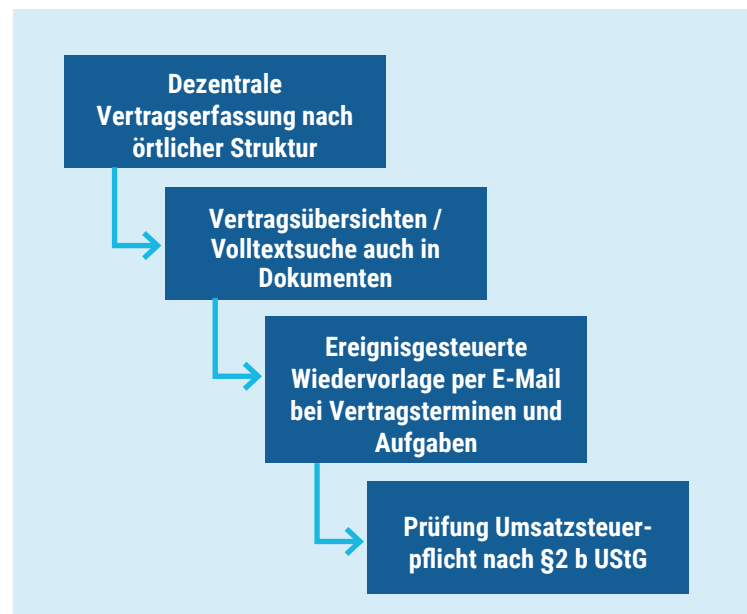 Dezentrale
Vertragserfassung nach
örtlicher Struktur
Vertragsübersichten /
Volltextsuche auch in
Dokumenten
Ereignisgesteuerte
Wiedervorlage per E-Mail
bei Vertragsterminen und
Aufgaben
Prüfung Umsatzsteuer-
pflicht nach §2 b UStG